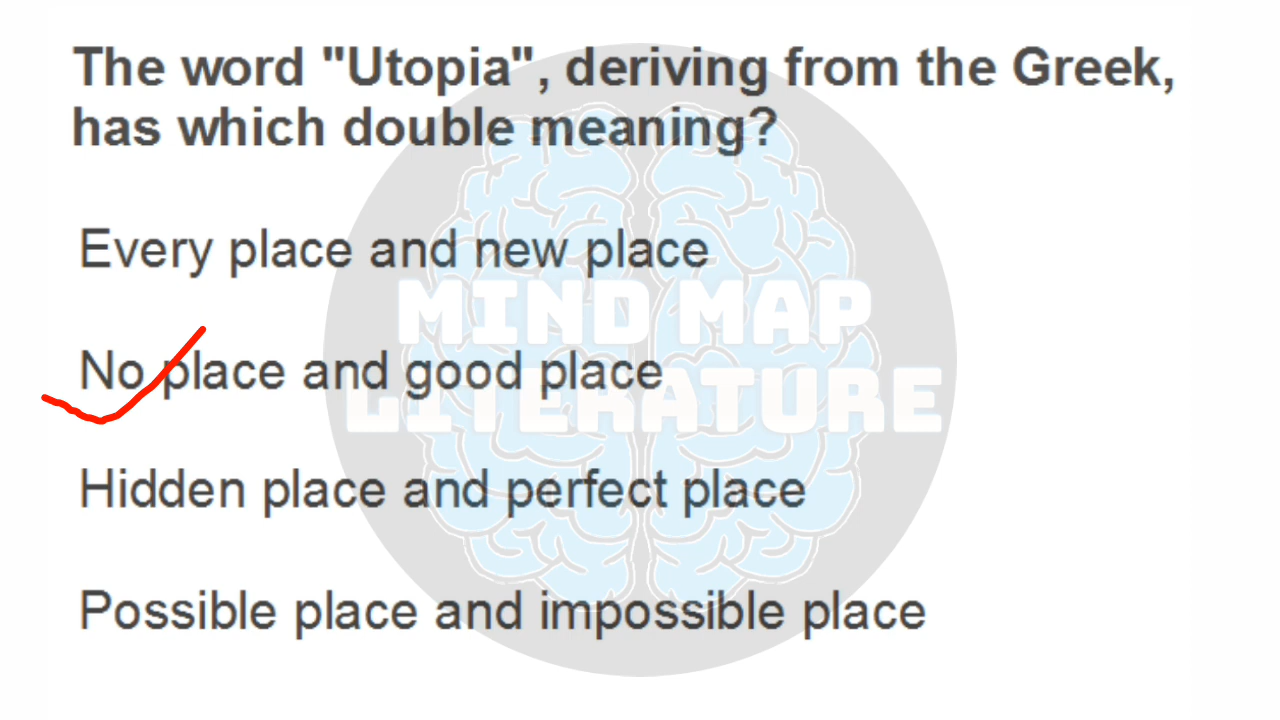 The word "Utopia", deriving from the Greek,
has which double meaning?
Every place and new place
MIND MAP
No place and good place
LITERATURE
Hidden place and perfect place
Possible place and impossible place